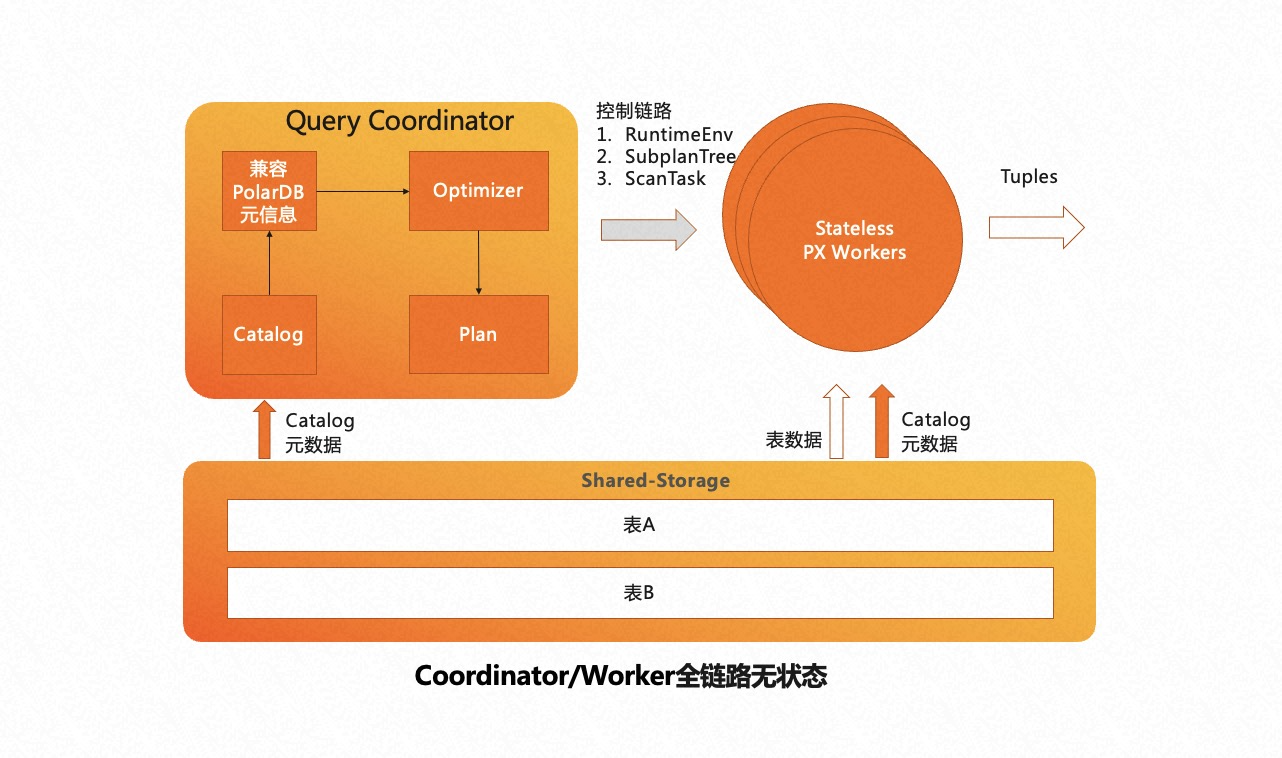 Query Coordinator
兼容
PolarDB
元信息
Optimizer
Catalog
Plan
控制链路
1. RuntimeEnv
2. SubplanTree
3. ScanTask
Stateless
PX Workers
Tuples
Catalog
元数据
表数据
Catalog
元数据
Shared-Storage
表A
表B
Coordinator/Worker全链路无状态